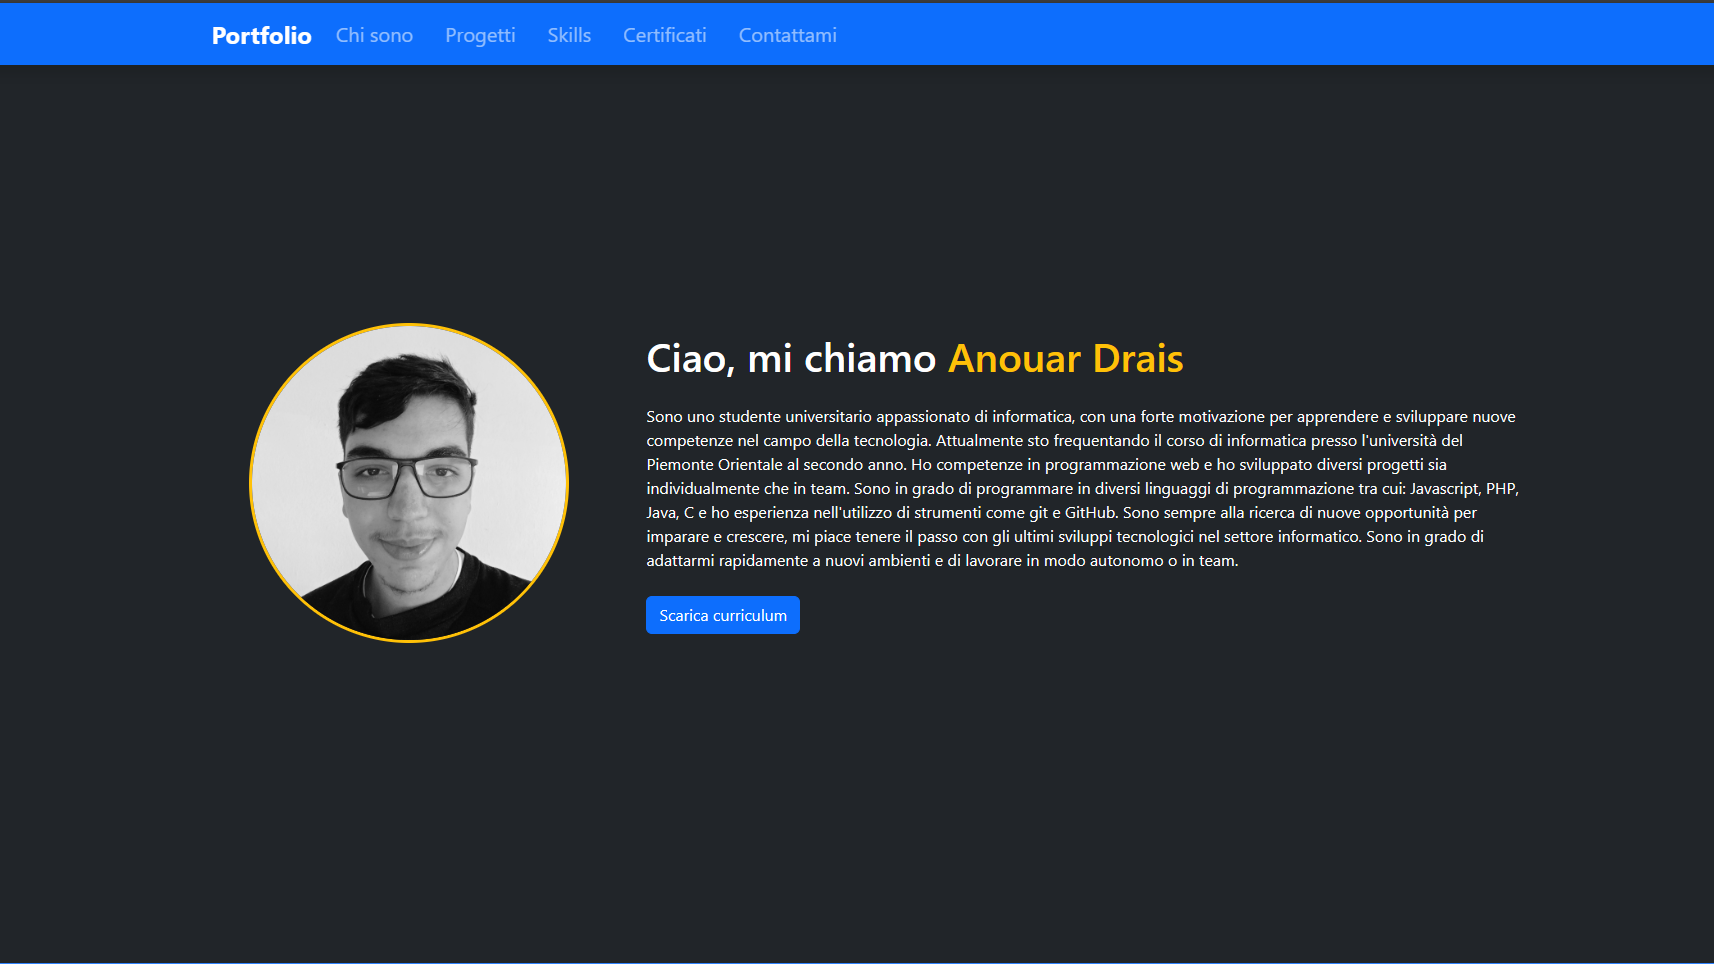 Portfolio Chi sono Progetti Skills Certificati Contattami
Ciao, mi chiamo Anouar Drais
Sono uno studente universitario appassionato di informatica, con una forte motivazione per apprendere e sviluppare nuove
competenze nel campo della tecnologia. Attualmente sto frequentando il corso di informatica presso l'università del
Piemonte Orientale al secondo anno. Ho competenze in programmazione web e ho sviluppato diversi progetti sia
individualmente che in team. Sono in grado di programmare in diversi linguaggi di programmazione tra cui: Javascript, PHP,
Java, C e ho esperienza nell'utilizzo di strumenti come git e GitHub. Sono sempre alla ricerca di nuove opportunità per
imparare e crescere, mi piace tenere il passo con gli ultimi sviluppi tecnologici nel settore informatico. Sono in grado di
adattarmi rapidamente a nuovi ambienti e di lavorare in modo autonomo o in team.
Scarica curriculum